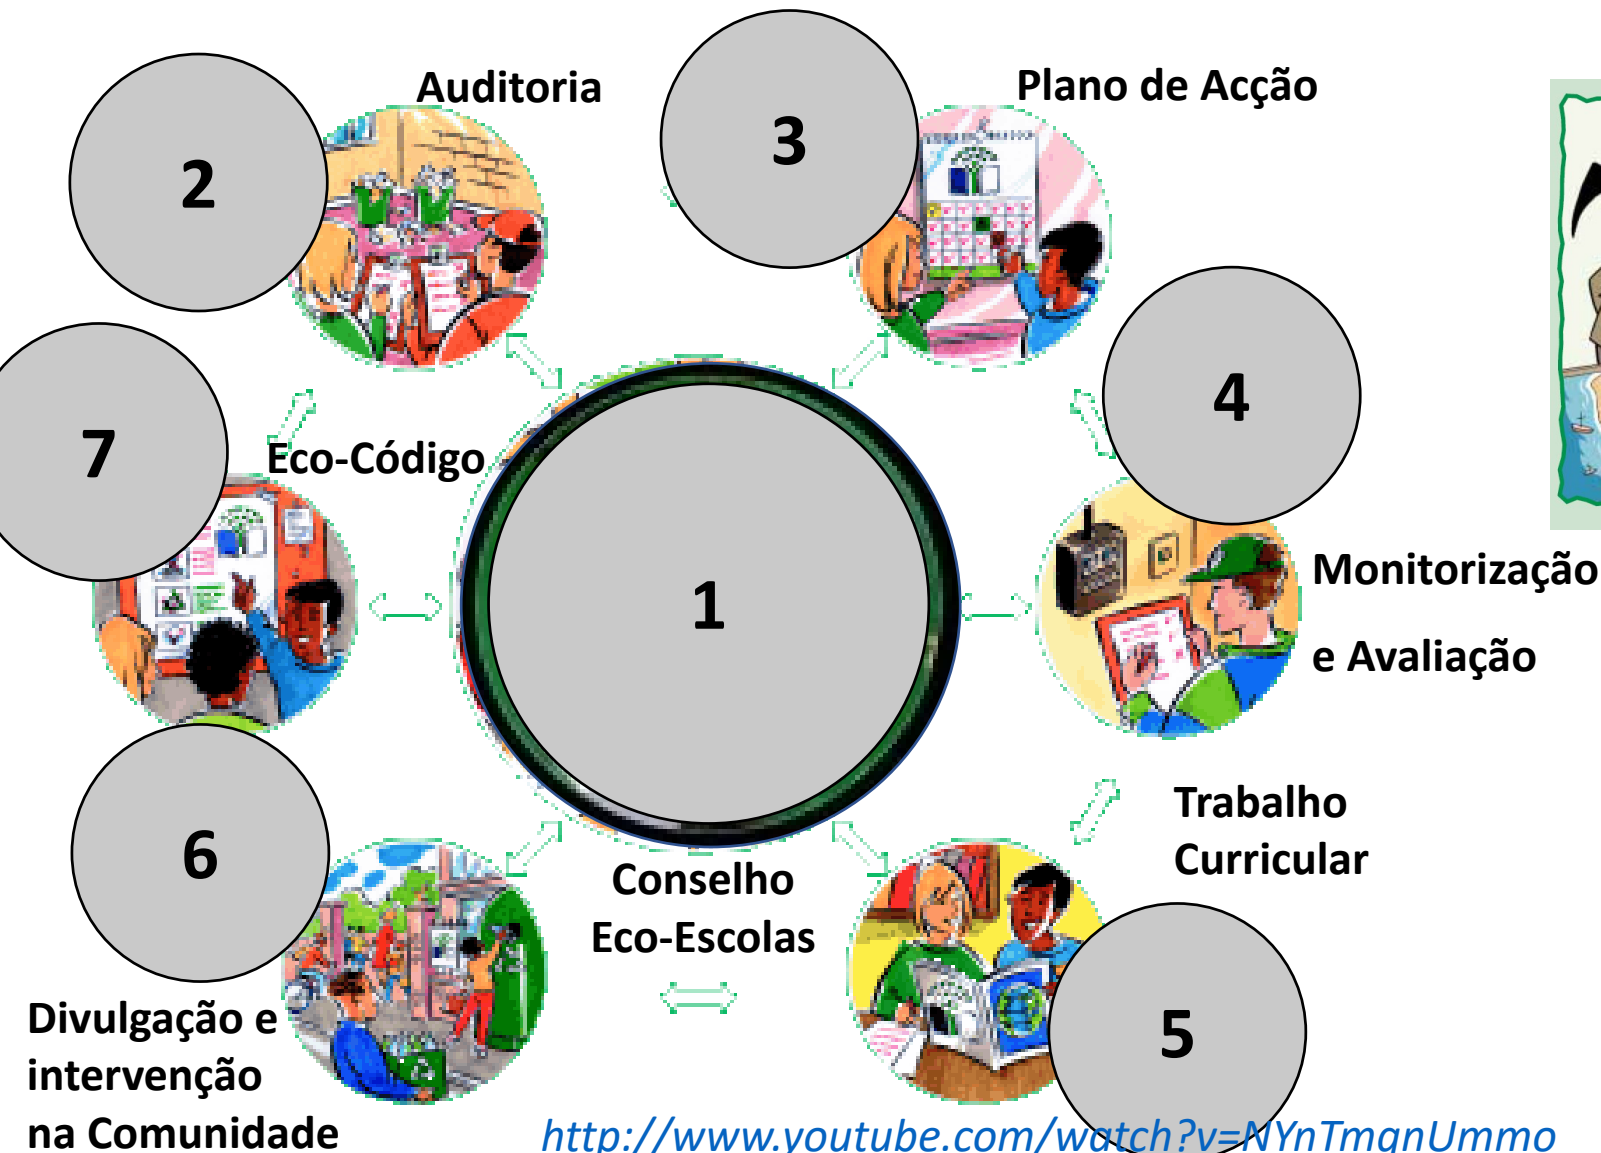 Auditoria
Plano de Acção
3
2
4
Eco-Código
7
Monitorização
e Avaliação
1
Trabalho
Curricular
6
Conselho
Eco-Escolas
Divulgação e
intervenção
na Comunidade
5
http://www.youtube.com/watch?v=NYnTmqnUmmo